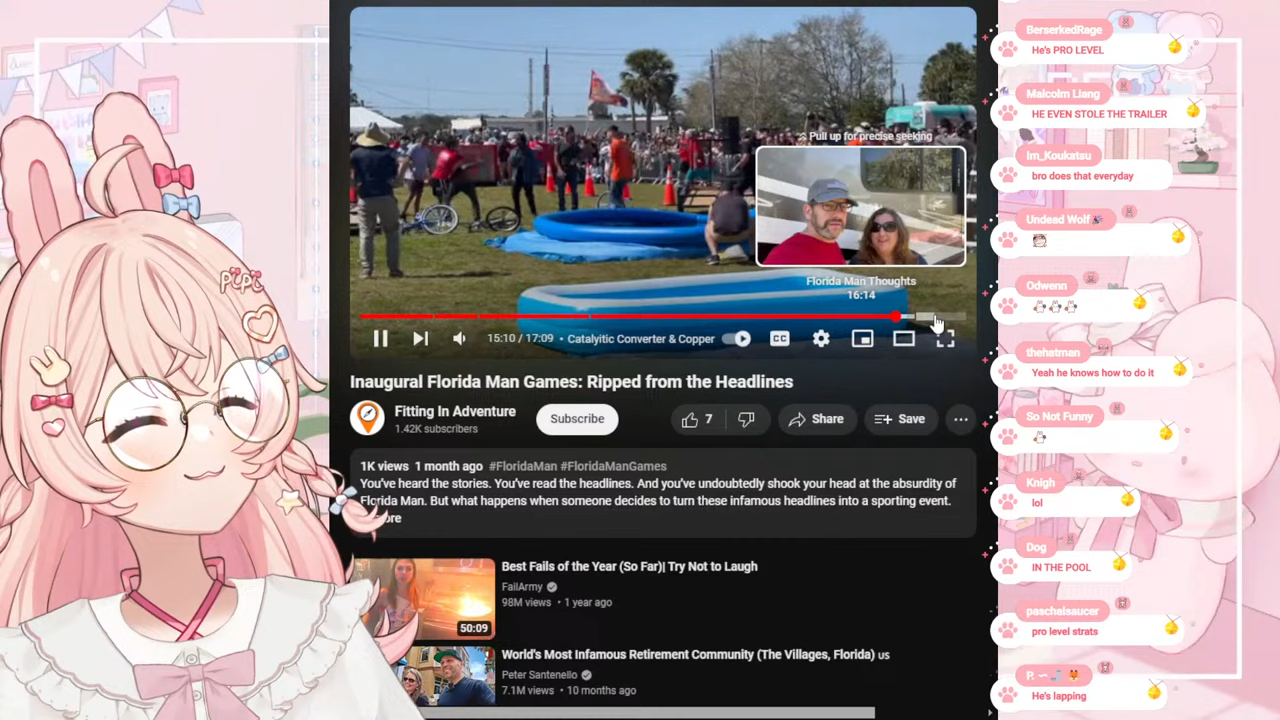 Pull up for precise seeking
Florida Man Thoughts
16:14
15:10 / 17:09 • Catalyitic Converter & Copper
CC
Inaugural Florida Man Games: Ripped from the Headlines
Fitting In Adventure
1.42K subscribers
Subscribe
7
Share
Save
1K views 1 month ago #FloridaMan #FloridaManGames
You've heard the stories. You've read the headlines. And you've undoubtedly shook your head at the absurdity of
Florida Man. But what happens when someone decides to turn these infamous headlines into a sporting event.
Best Fails of the Year (So Far)| Try Not to Laugh
FailArmy
98M views • 1 year ago
50:09
World's Most Infamous Retirement Community (The Villages, Florida) us
Peter Santenello
7.1M views • 10 months ago
PiPi
BerserkedRage
He's PRO LEVEL
Malcolm Liang
HE EVEN STOLE THE TRAILER
Im_Koukatsu
bro does that everyday
Undead Wolf
Odwenn
thehatman
Yeah he knows how to do it
So Not Funny
Knigh
lol
Dog
IN THE POOL
paschalsaucer
pro level strats
He's lapping